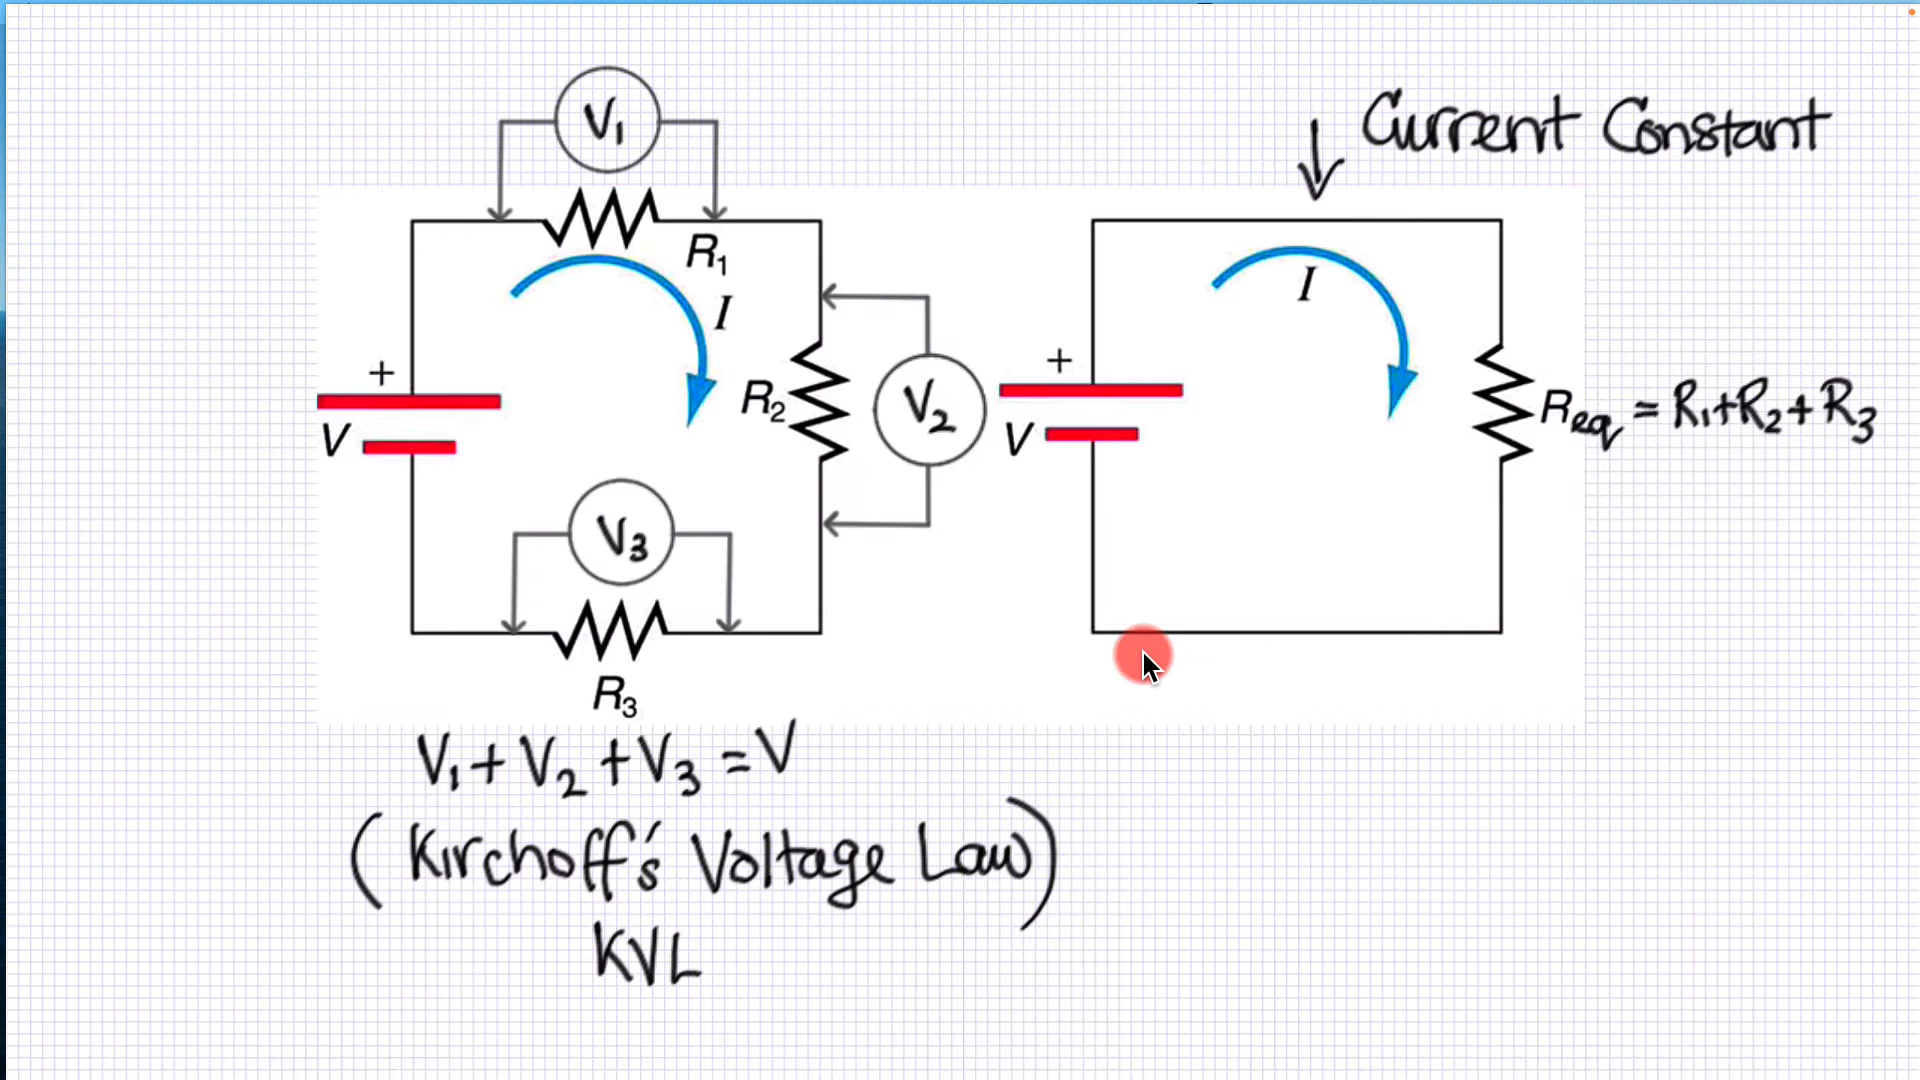 V₁
Current Constant
R₁
I
I
+
+
R₂
V₂
Req = R₁+R₂+R₃
V
V
V₃
R₃
V₁ + V₂ + V₃ = V
(Kirchoff's Voltage Law)
KVL